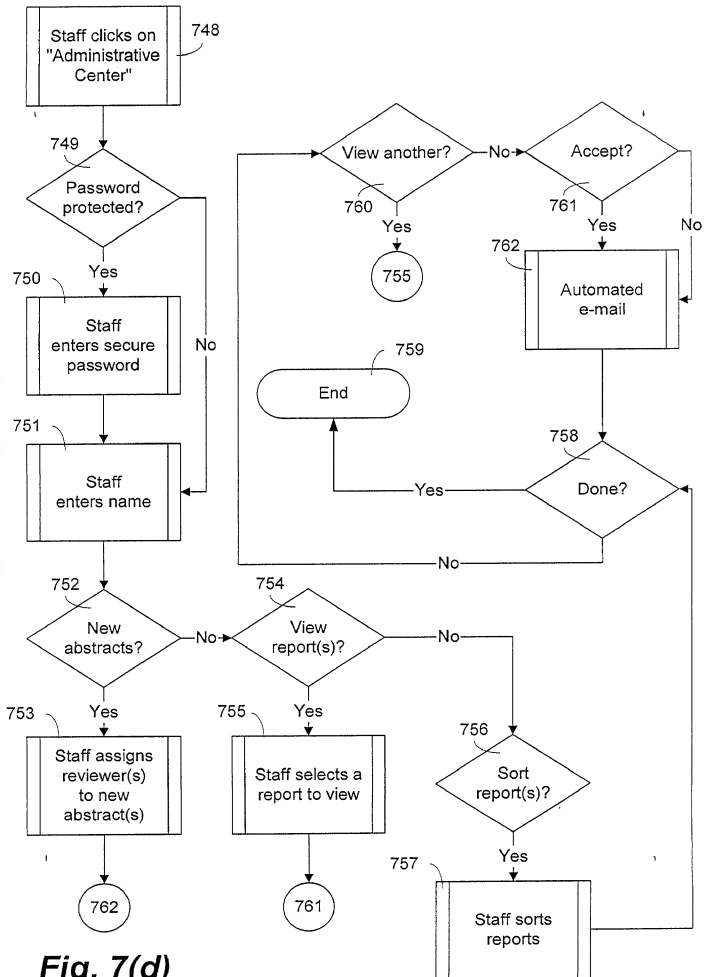 Staff clicks on
"Administrative
Center"
748
749
Password
protected?
Yes
No
750
Staff
enters secure
password
751
Staff
enters name
752
New
abstracts?
No
Yes
753
Staff assigns
reviewer(s)
to new
abstract(s)
762
754
View
report(s)?
No
Yes
755
Staff selects a
report to view
761
756
Sort
report(s)?
Yes
757
Staff sorts
reports
758
Done?
Yes
No
759
End
View another?
760
No
Yes
755
Accept?
761
Yes
No
762
Automated
e-mail
Fig. 7(d)